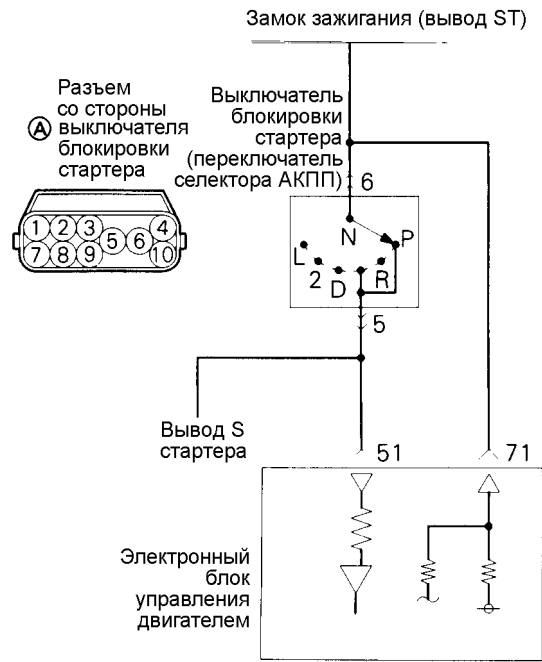 Замок зажигания (вывод ST)
Разъем
со стороны
А выключателя
блокировки
стартера
Выключатель
блокировки
стартера
(переключатель
селектора АКПП)
6
1 2 3 4
5 6
7 8 9 10
N P
L
2 D R
5
Вывод S
стартера
51 71
Электронный
блок
управления
двигателем